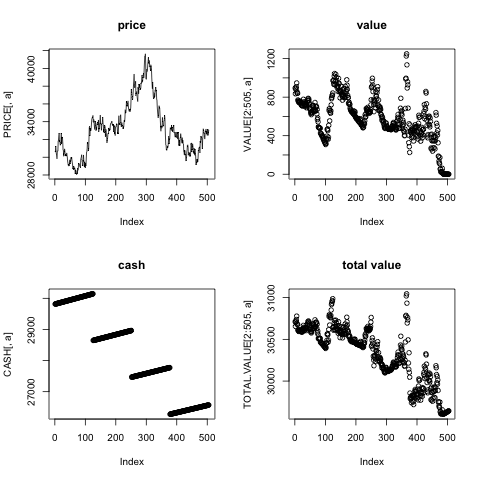 price
PRICE[, a]
28000 34000 40000
0 100 200 300 400 500
Index
value
VALUE[2:505, a]
0 400 800 1200
0 100 200 300 400 500
Index
cash
CASH[, a]
27000 29000
0 100 200 300 400 500
Index
total value
TOTAL.VALUE[2:505, a]
30000 30500 31000
0 100 200 300 400 500
Index